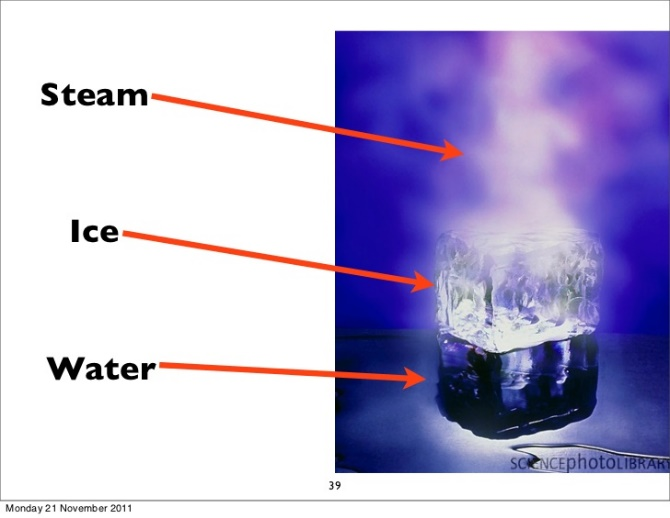 Steam
Ice
Water
SCIENCEphotoLIBRARY
39
Monday 21 November 2011